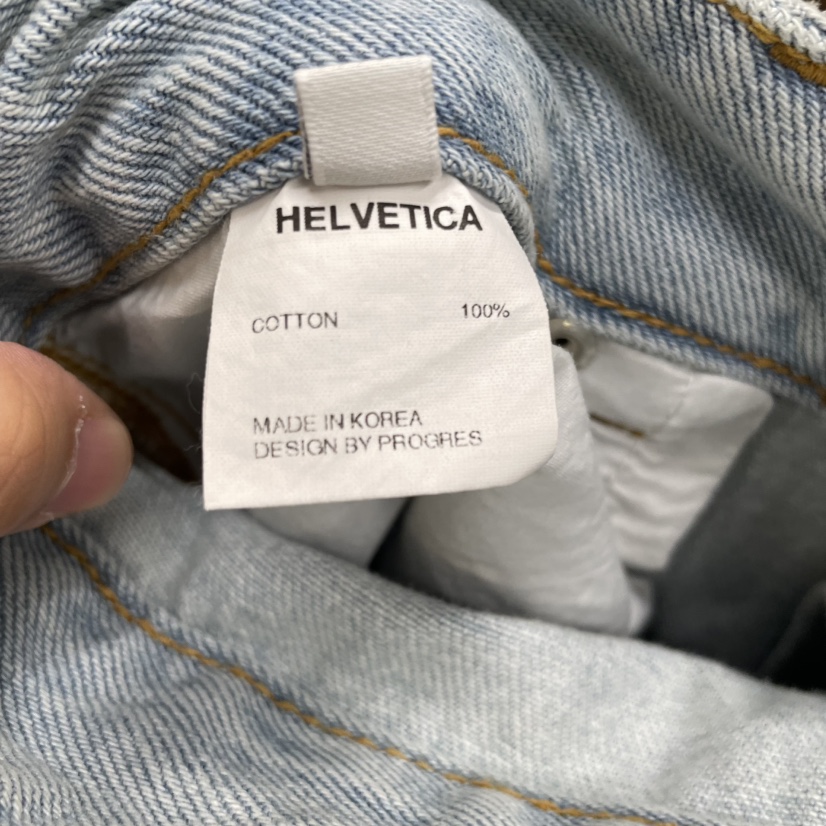 HELVETICA
COTTON 100%
MADE IN KOREA
DESIGN BY PROGRES